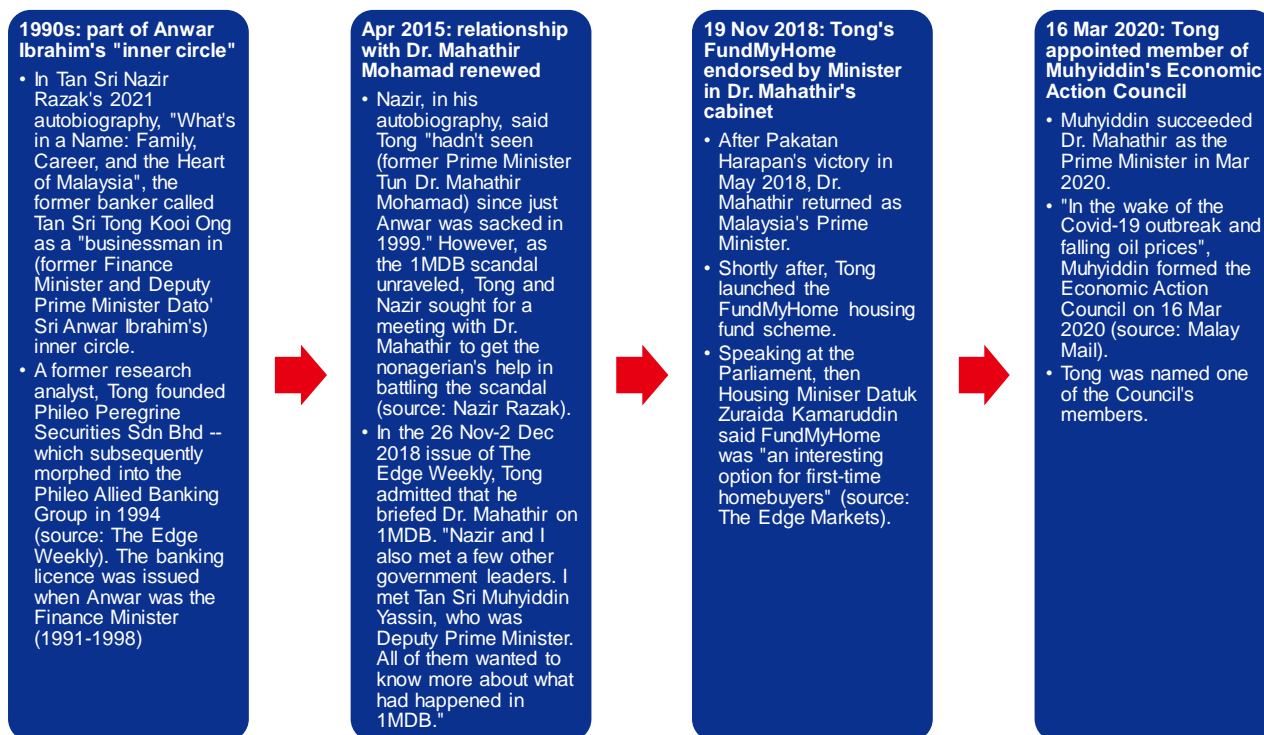 1990s: part of Anwar
Ibrahim's "inner circle"
• In Tan Sri Nazir
Razak's 2021
autobiography, "What's
in a Name: Family,
Career, and the Heart
of Malaysia", the
former banker called
Tan Sri Tong Kooi Ong
as a "businessman in
(former Finance
Minister and Deputy
Prime Minister Dato'
Sri Anwar Ibrahim's)
inner circle.
• A former research
analyst, Tong founded
Phileo Peregrine
Securities Sdn Bhd --
which subsequently
morphed into the
Phileo Allied Banking
Group in 1994
(source: The Edge
Weekly). The banking
licence was issued
when Anwar was the
Finance Minister
(1991-1998)
Apr 2015: relationship
with Dr. Mahathir
Mohamad renewed
• Nazir, in his
autobiography, said
Tong "hadn't seen
(former Prime Minister
Tun Dr. Mahathir
Mohamad) since just
Anwar was sacked in
1999." However, as
the 1MDB scandal
unraveled, Tong and
Nazir sought for a
meeting with Dr.
Mahathir to get the
nonagerian's help in
battling the scandal
(source: Nazir Razak).
• In the 26 Nov-2 Dec
2018 issue of The
Edge Weekly, Tong
admitted that he
briefed Dr. Mahathir on
1MDB. "Nazir and I
also met a few other
government leaders. I
met Tan Sri Muhyiddin
Yassin, who was
Deputy Prime Minister.
All of them wanted to
know more about what
had happened in
1MDB."
19 Nov 2018: Tong's
FundMyHome
endorsed by Minister
in Dr. Mahathir's
cabinet
• After Pakatan
Harapan's victory in
May 2018, Dr.
Mahathir returned as
Malaysia's Prime
Minister.
• Shortly after, Tong
launched the
FundMyHome housing
fund scheme.
• Speaking at the
Parliament, then
Housing Miniser Datuk
Zuraida Kamaruddin
said FundMyHome
was "an interesting
option for first-time
homebuyers" (source:
The Edge Markets).
16 Mar 2020: Tong
appointed member of
Muhyiddin's Economic
Action Council
• Muhyiddin succeeded
Dr. Mahathir as the
Prime Minister in Mar
2020.
• "In the wake of the
Covid-19 outbreak and
falling oil prices",
Muhyiddin formed the
Economic Action
Council on 16 Mar
2020 (source: Malay
Mail).
• Tong was named one
of the Council's
members.